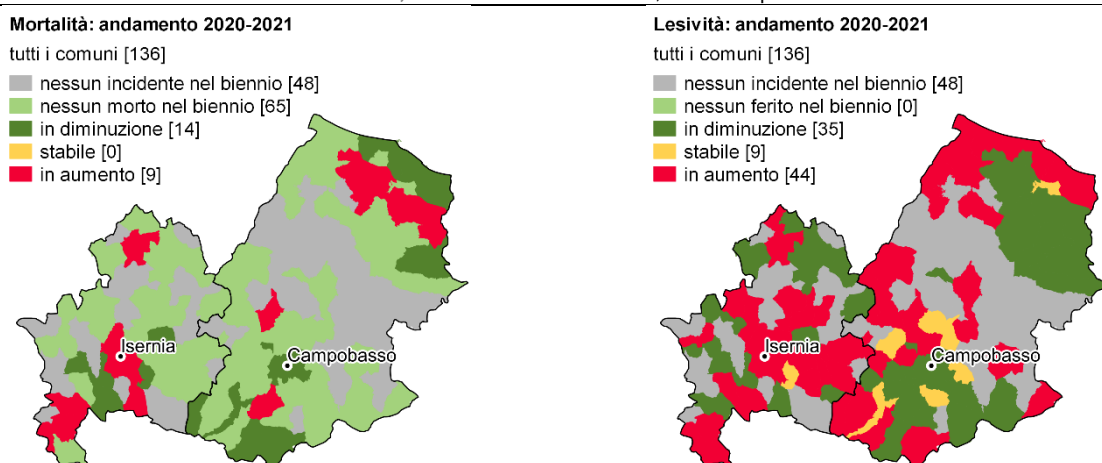 Mortalità: andamento 2020-2021
tutti i comuni [136]
nessun incidente nel biennio [48]
nessun morto nel biennio [65]
in diminuzione [14]
stabile [0]
in aumento [9]
Isernia
Campobasso
Lesività: andamento 2020-2021
tutti i comuni [136]
nessun incidente nel biennio [48]
nessun ferito nel biennio [0]
in diminuzione [35]
stabile [9]
in aumento [44]
Isernia
Campobasso